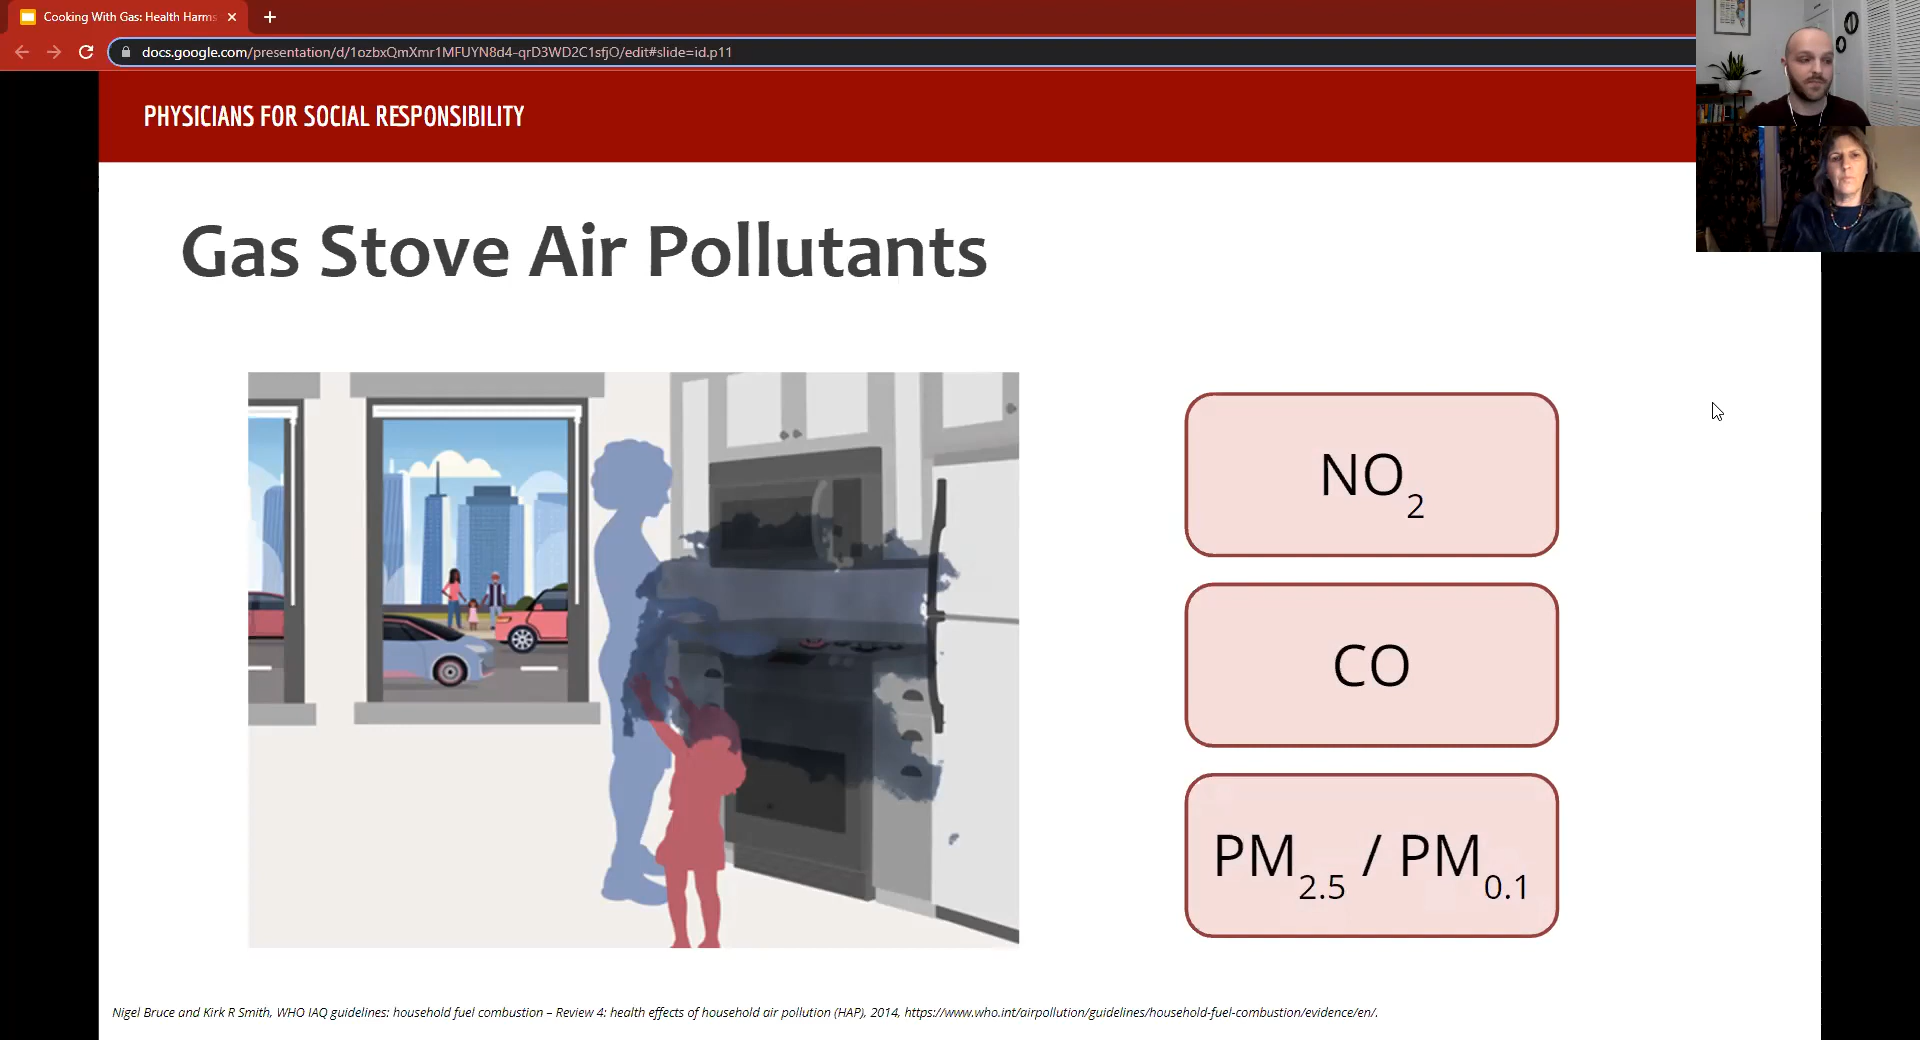 Cooking With Gas: Health Harms
docs.google.com/presentation/d/1ozbxQmXmr1MFUYN8d4-qrD3WD2C1sfjO/edit#slide=id.p11
PHYSICIANS FOR SOCIAL RESPONSIBILITY
Gas Stove Air Pollutants
NO2
CO
PM2.5 / PM0.1
Nigel Bruce and Kirk R Smith, WHO IAQ guidelines: household fuel combustion – Review 4: health effects of household air pollution (HAP), 2014, https://www.who.int/airpollution/guidelines/household-fuel-combustion/evidence/en/.